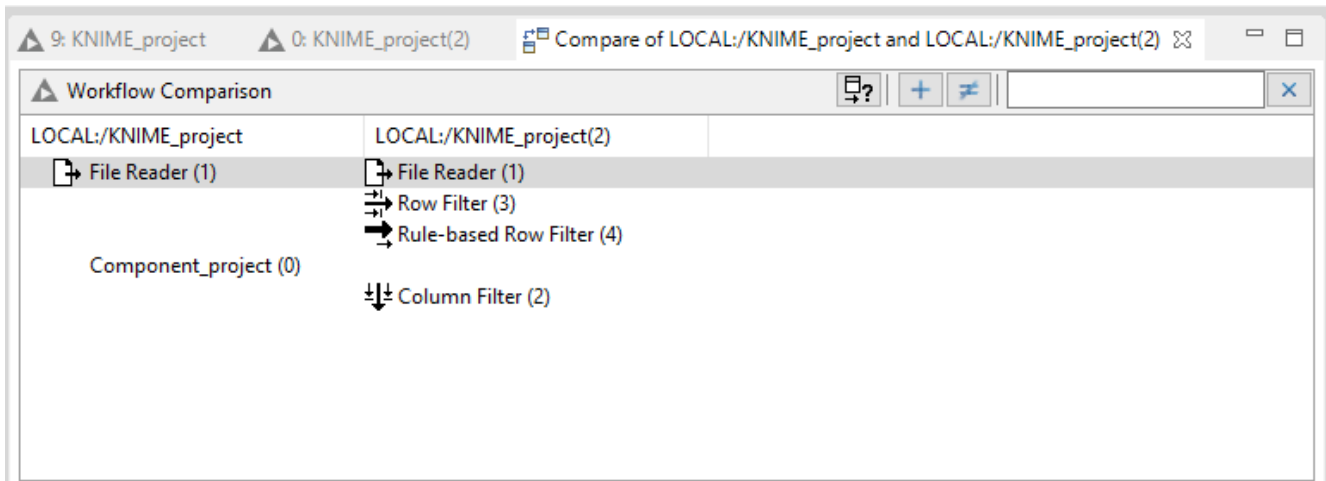 9: KNIME_project 0: KNIME_project(2) Compare of LOCAL:/KNIME_project and LOCAL:/KNIME_project(2)
Workflow Comparison
LOCAL:/KNIME_project LOCAL:/KNIME_project(2)
File Reader (1) File Reader (1)
Row Filter (3)
Rule-based Row Filter (4)
Component_project (0)
Column Filter (2)